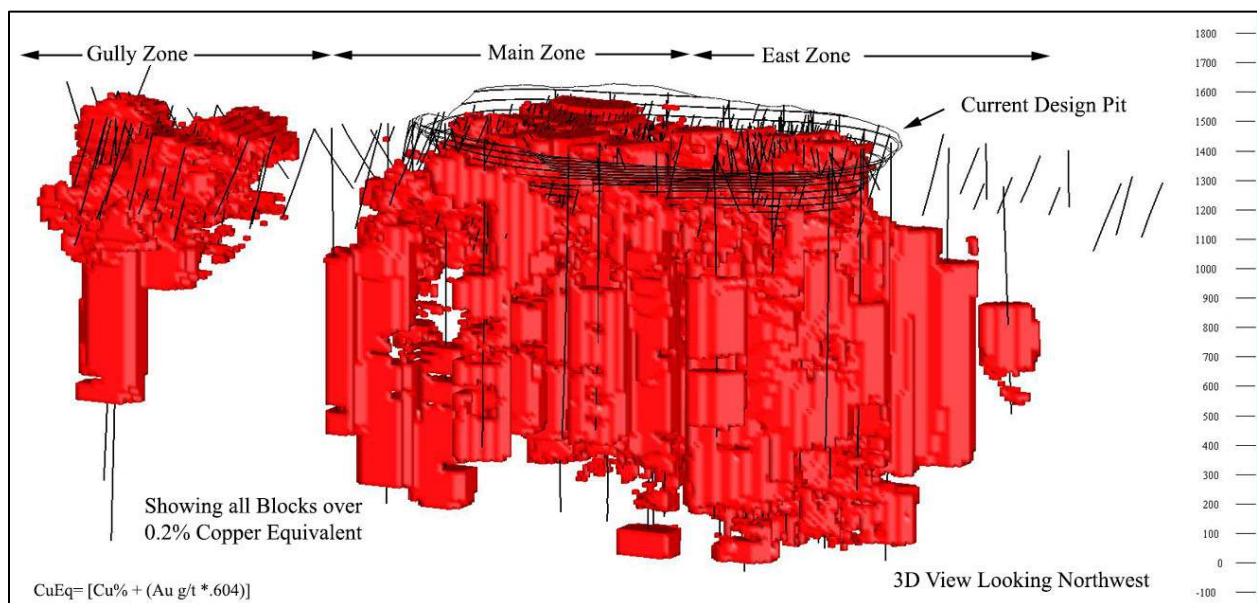 Gully Zone
Main Zone
East Zone
Current Design Pit
1800
1700
1600
1500
1400
1300
1200
1100
1000
900
800
700
600
500
400
300
200
100
0
-100
Showing all Blocks over
0.2% Copper Equivalent
CuEq= [Cu% + (Au g/t *.604)]
3D View Looking Northwest